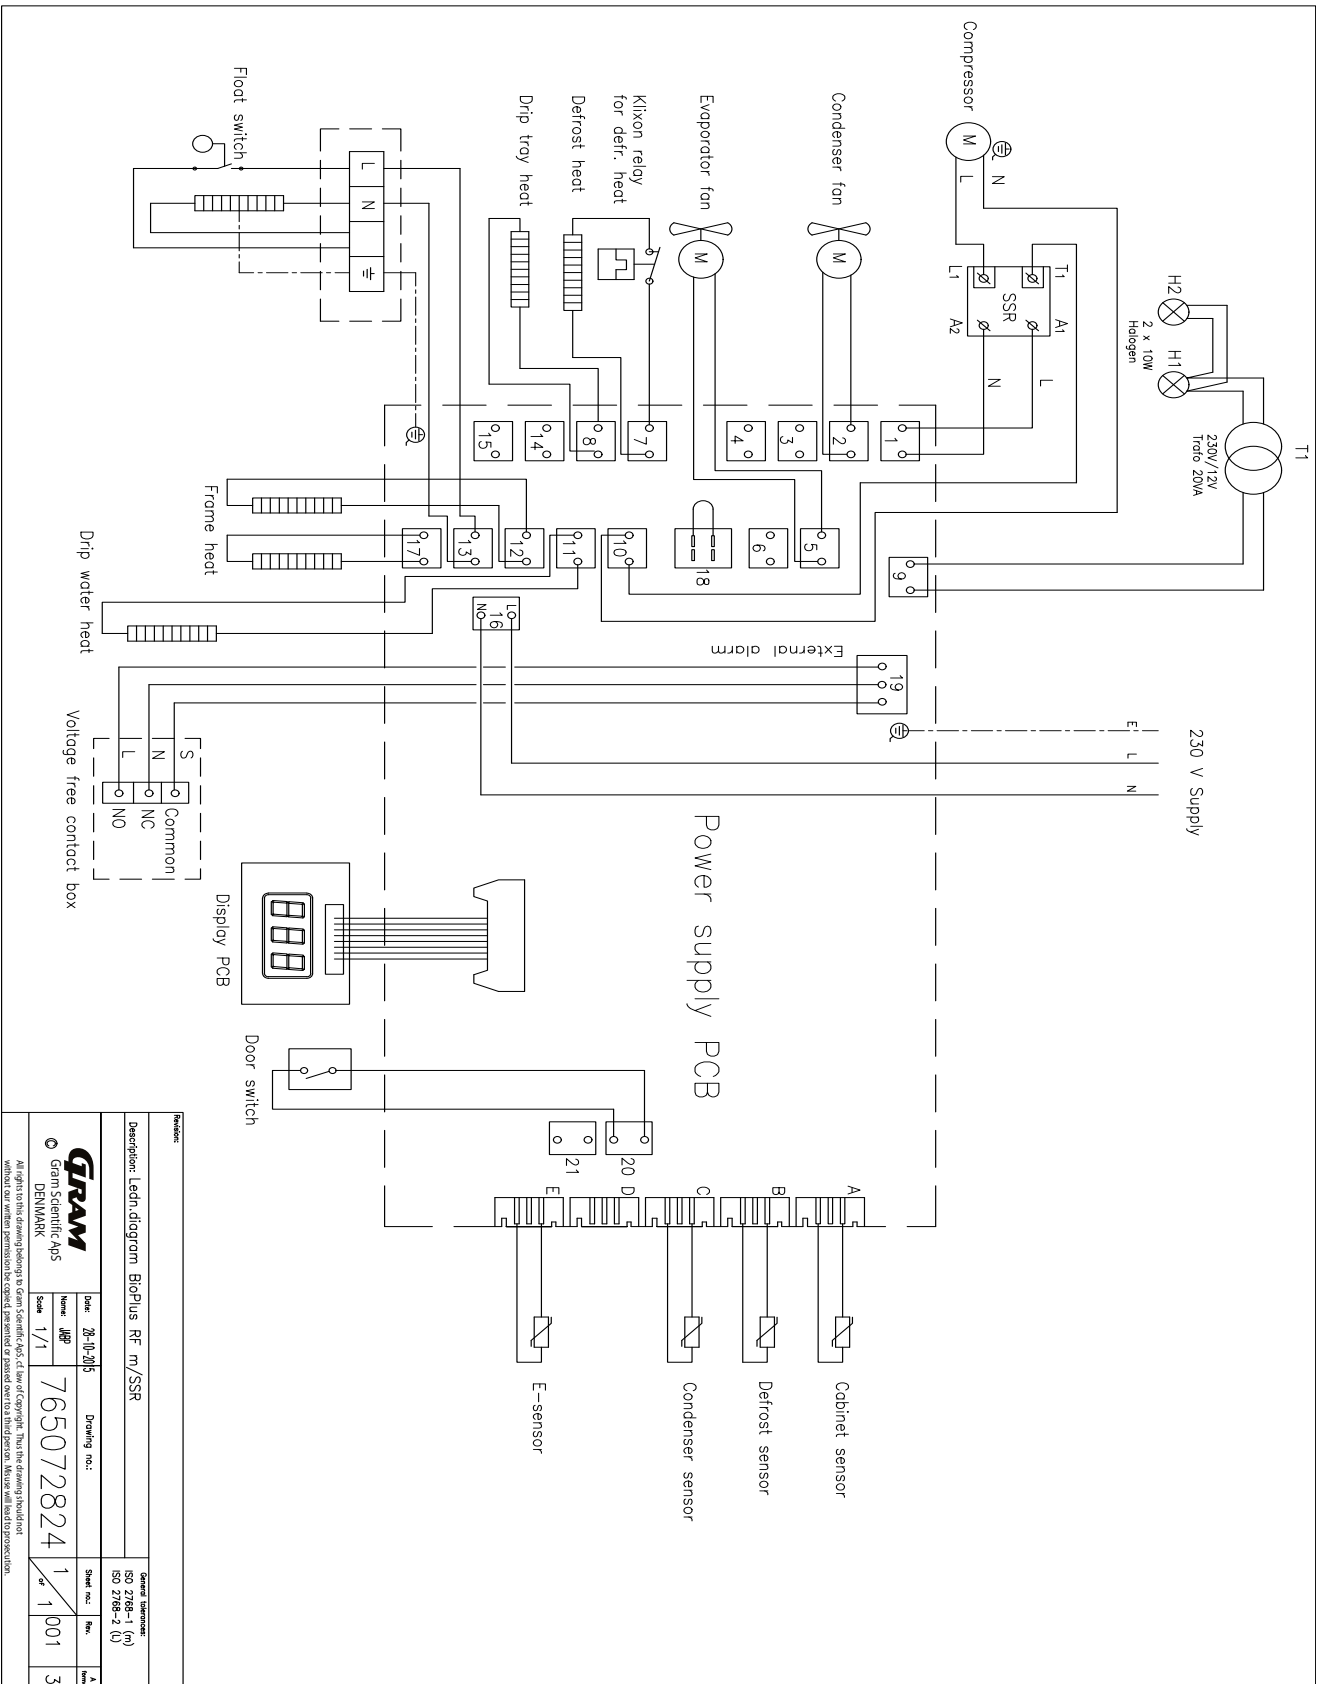 T1
230V/12V
Trafo 20VA
H2
H1
2 x 10W
Halogen
Compressor
M
N
L
T1
L1
SSR
A1
A2
L
N
Condenser fan
M
Evaporator fan
M
Klixon relay
for defr. heat
Defrost heat
Drip tray heat
Float switch
L
N
1
2
3
4
7
8
14
15
5
6
18
10
11
12
13
17
9
16
L
N
19
External alarm
Frame heat
Drip water heat
230 V Supply
E
L
N
Power supply PCB
S
N
L
Common
NC
NO
Voltage free contact box
Display PCB
Door switch
20
21
A
B
C
D
E
Cabinet sensor
Defrost sensor
Condenser sensor
E-sensor
Revision:
Description: Ledn.diagram BioPlus RF m/SSR
General tolerances:
ISO 2768-1 (m)
ISO 2768-2 (L)
GRAM
© Gram Scientific ApS
DENMARK
Date: 28-10-2015
Name: JABP
Scale 1/1
Drawing no.:
765072824
Sheet no.:
1 of 1
Rev.
001
A
3
All rights to this drawing belongs to Gram Scientific ApS, cf. law of Copyright. Thus the drawing should not
without our written permission be copied, presented or passed over to a third person. Misuse will lead to prosecution.